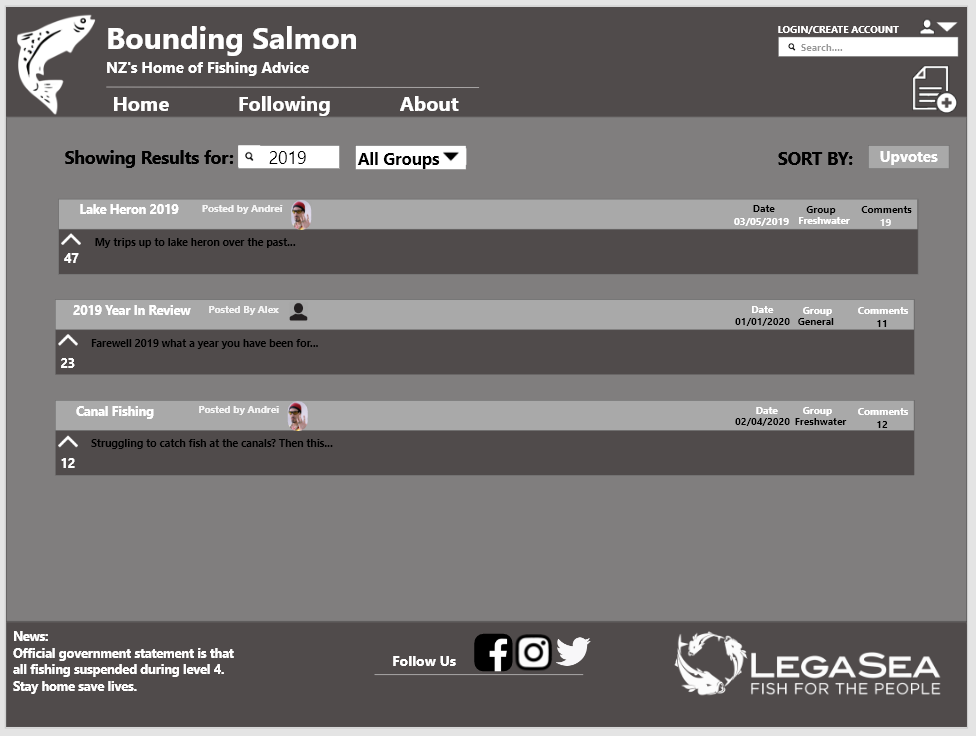 Bounding Salmon
NZ's Home of Fishing Advice
LOGIN/CREATE ACCOUNT
Search....
Home Following About
Showing Results for: 2019 All Groups SORT BY: Upvotes
Lake Heron 2019 Posted by Andrei Date Group Comments
03/05/2019 Freshwater 19
My trips up to lake heron over the past...
47
2019 Year In Review Posted By Alex Date Group Comments
01/01/2020 General 11
Farewell 2019 what a year you have been for...
23
Canal Fishing Posted by Andrei Date Group Comments
02/04/2020 Freshwater 12
Struggling to catch fish at the canals? Then this...
12
News:
Official government statement is that
all fishing suspended during level 4.
Stay home save lives.
Follow Us
LEGASEA
FISH FOR THE PEOPLE